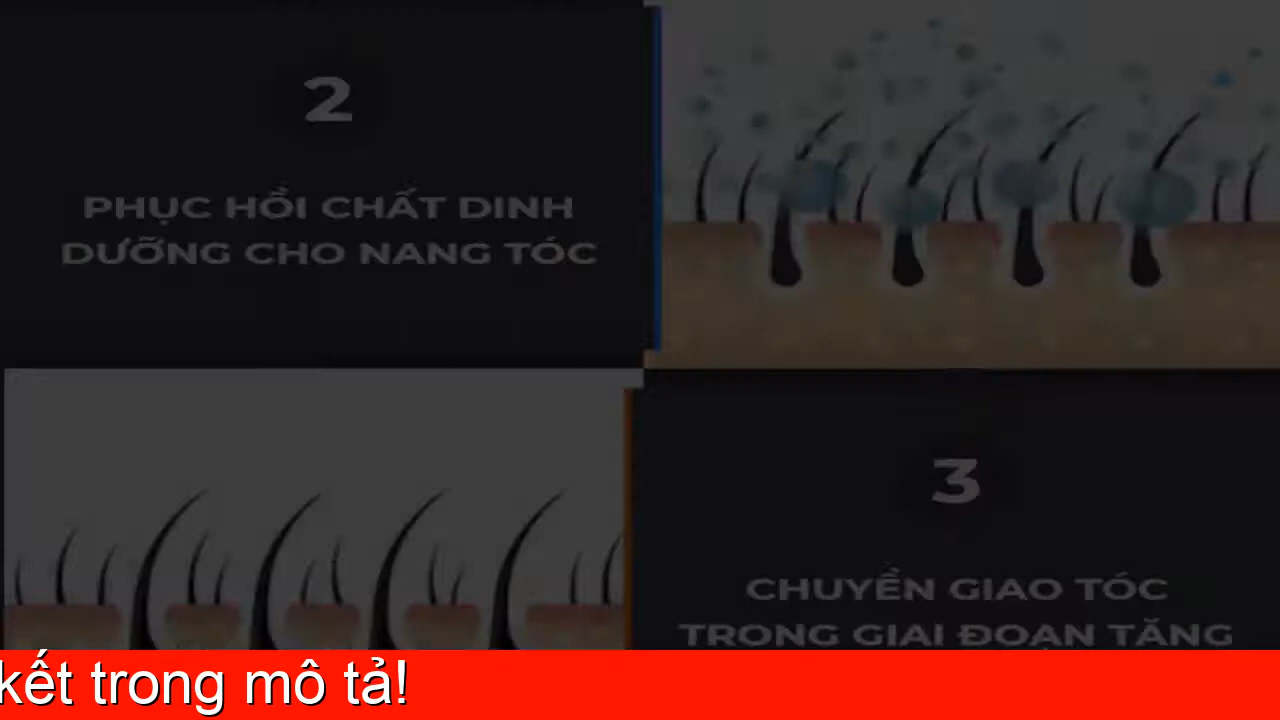 2
PHỤC HỒI CHẤT DINH
DƯỠNG CHO NANG TÓC
3
CHUYỂN GIAO TÓC
TRONG GIAI ĐOẠN TĂNG
kết trong mô tả!